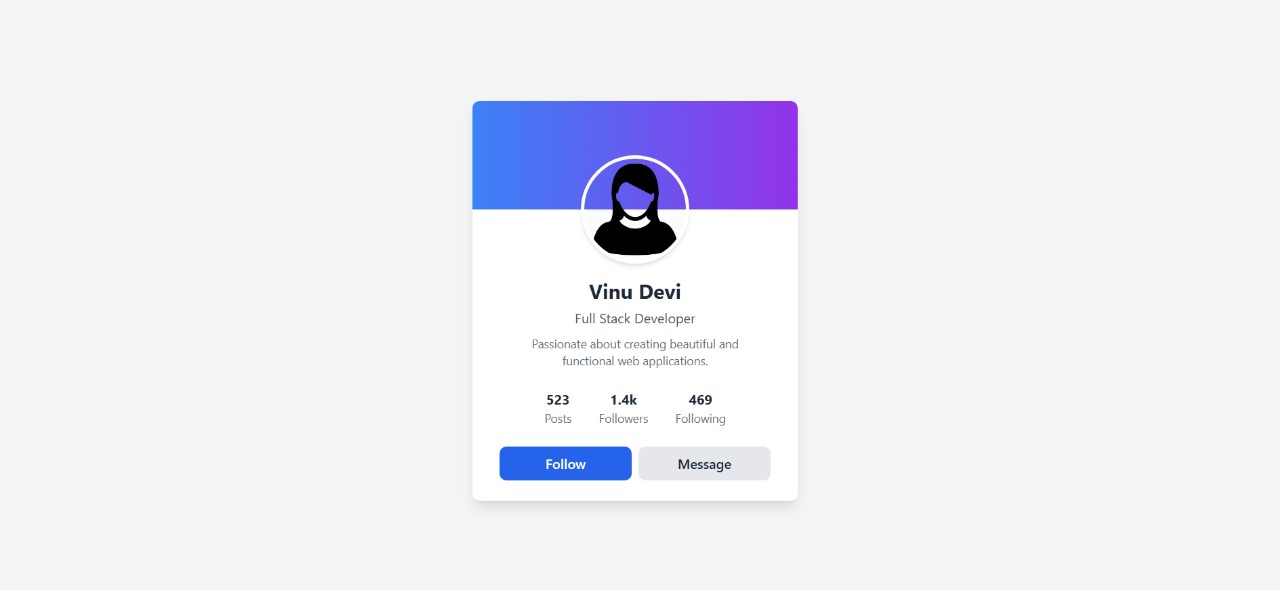 Vinu Devi
Full Stack Developer
Passionate about creating beautiful and
functional web applications.
523 1.4k 469
Posts Followers Following
Follow Message